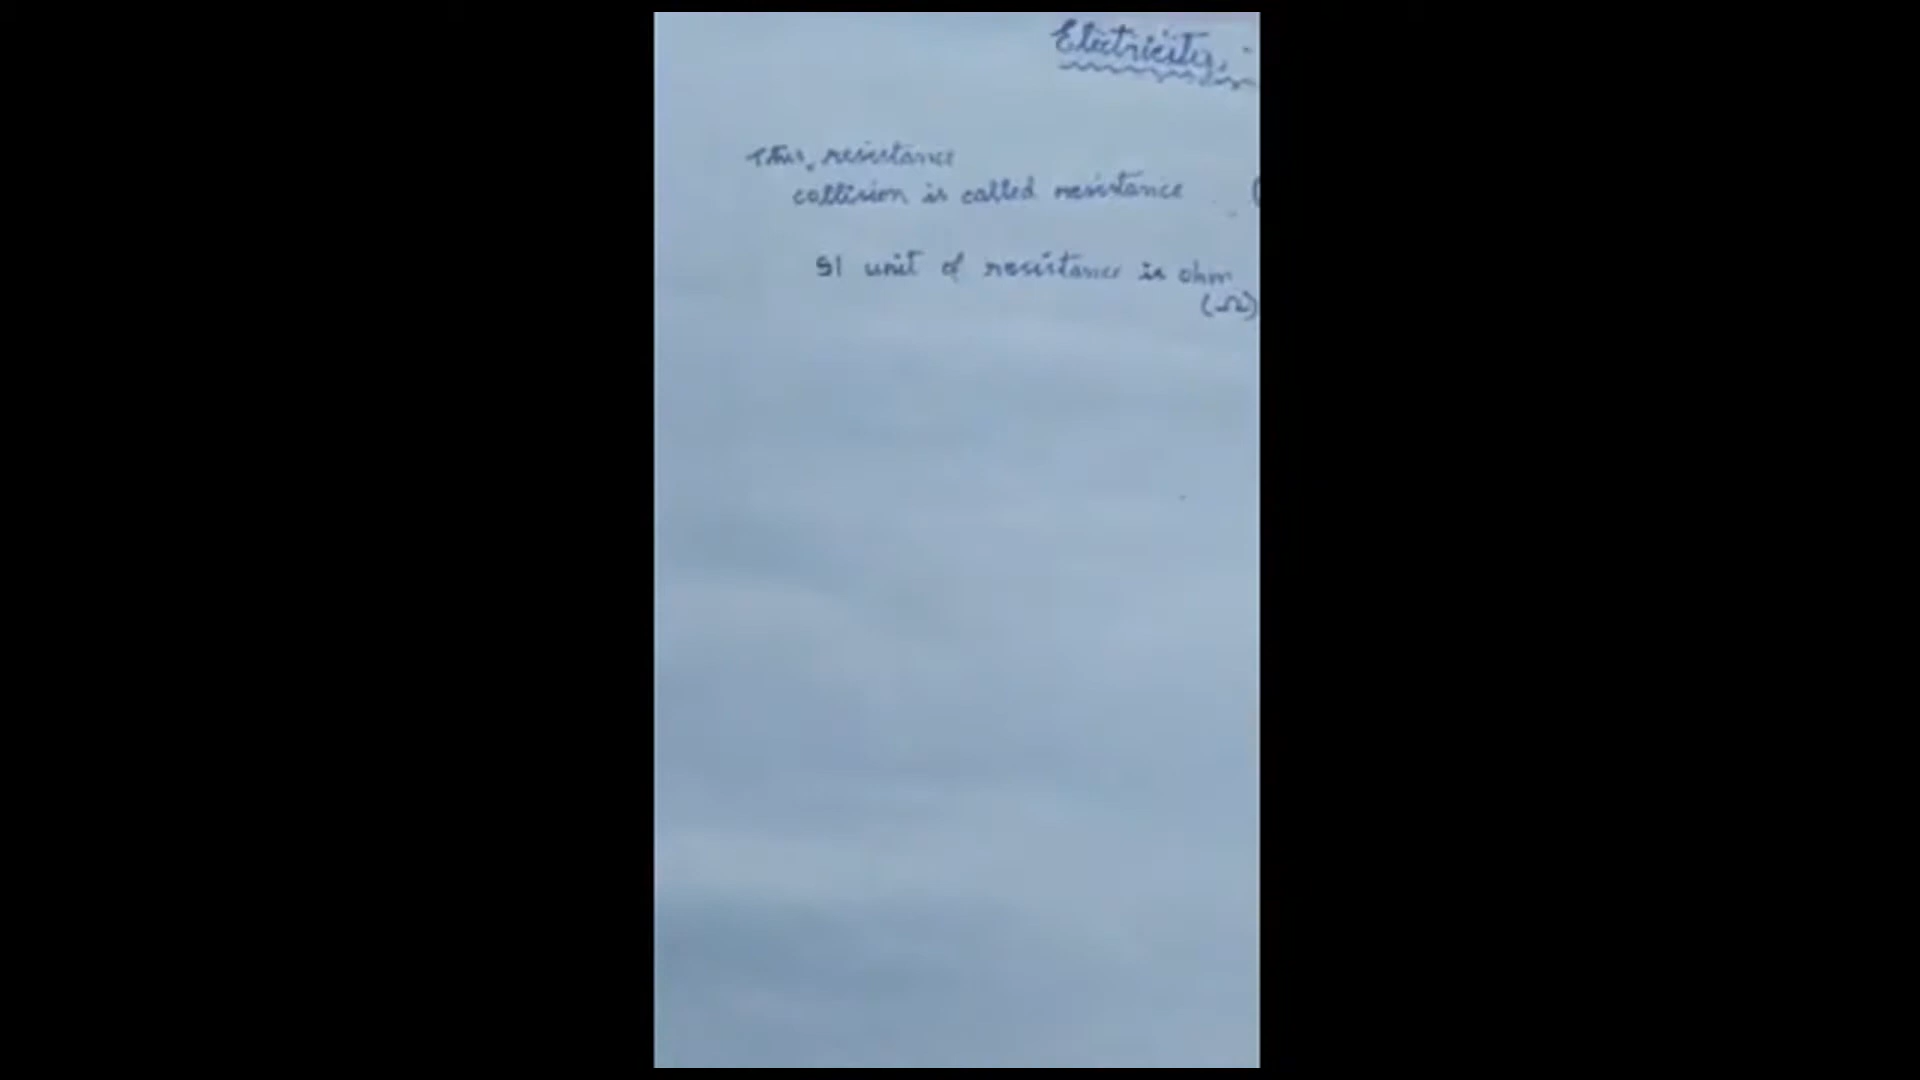 Electricity :-
Thus, resistance
collision is called resistance (
SI unit of resistance is ohm
(Ω)